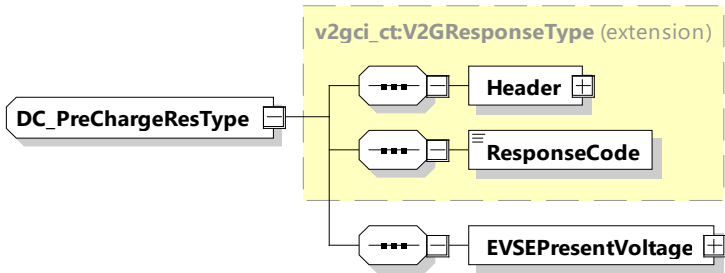 v2gci_ct:V2GResponseType (extension)
Header
DC_PreChargeResType
ResponseCode
EVSEPresentVoltage